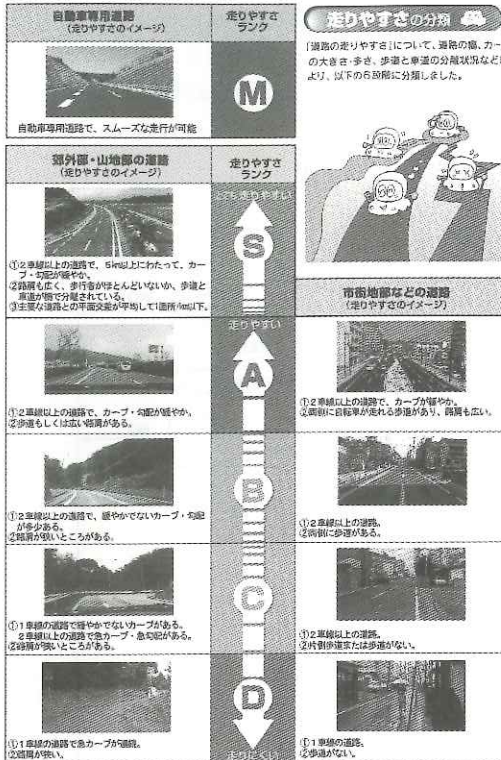 自動車専用道路
(走りやすさのイメージ)
走りやすさ
ランク
M
自動車専用道路で、スムーズな走行が可能
走りやすさの分類
「道路の走りやすさ」について、道路の幅、カー
の大きさ・多さ、歩道と車道の分離状況など
より、以下の6段階に分類しました。
郊外部・山地部の道路
(走りやすさのイメージ)
走りやすさ
ランク
とても走りやすい
S
①2車線以上の道路で、5km以上にわたって、カー
ブ・勾配が緩やか。
②路肩も広く、歩行者がほとんどいないか、歩道と
車道が柵で分離されている。
③主要な道路との平面交差が平均して1箇所/km以下。
市街地部などの道路
(走りやすさのイメージ)
走りやすい
A
①2車線以上の道路で、カーブ・勾配が緩やか。
②歩道もしくは広い路肩がある。
①2車線以上の道路で、カーブが緩やか。
②両側に自転車が走れる歩道があり、路肩も広い。
B
①2車線以上の道路で、緩やかでないカーブ・勾配
が多少ある。
②路肩が狭いところがある。
①2車線以上の道路。
②両側に歩道がある。
C
①1車線の道路で緩やかでないカーブがある。
2車線以上の道路で急カーブ・急勾配がある。
②路肩が狭いところがある。
①2車線以上の道路。
②片側歩道または歩道がない。
D
①1車線の道路で急カーブが連続。
②路肩が狭い。
走りにくい
①1車線の道路。
②歩道がない。